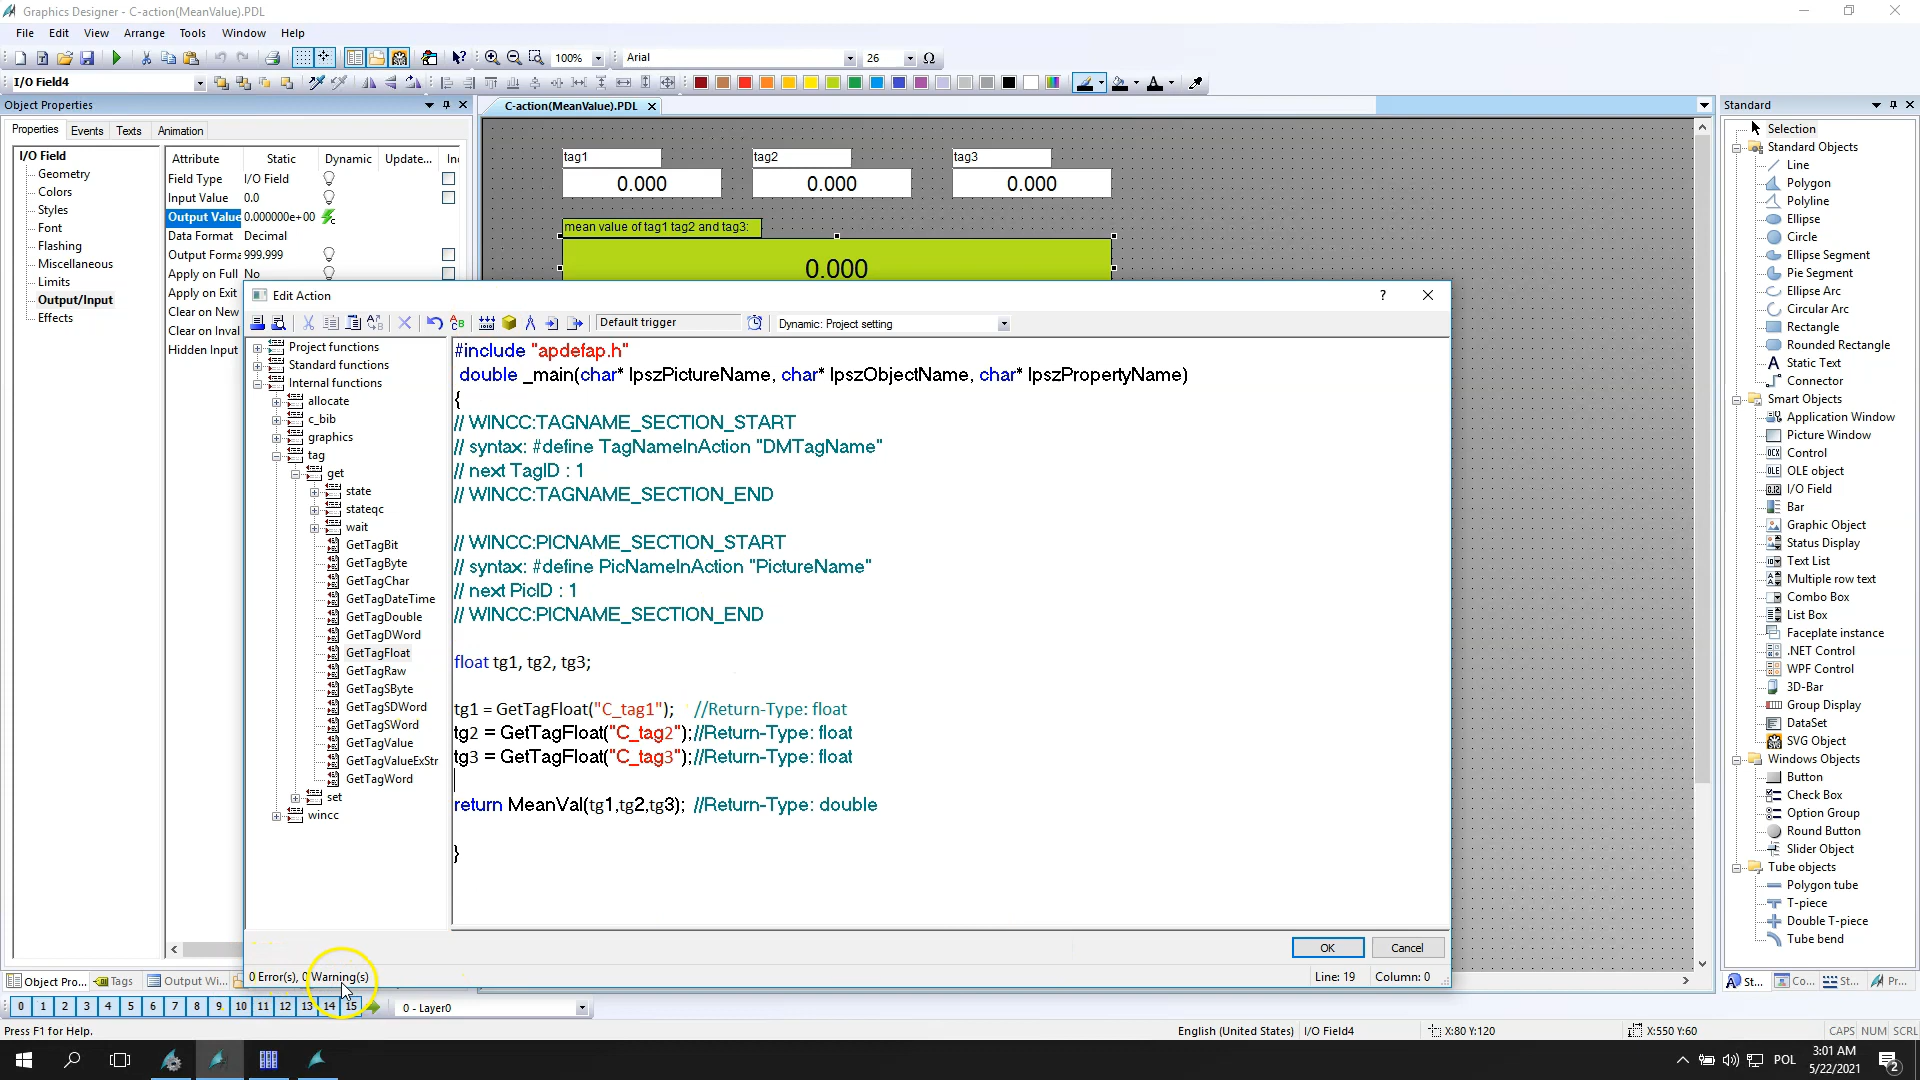 Graphics Designer - C-action(MeanValue).PDL
File Edit View Arrange Tools Window Help
100% Arial 26 Ω
I/O Field4
Object Properties
C-action(MeanValue).PDL
Standard
Properties Events Texts Animation
I/O Field
Geometry
Colors
Styles
Font
Flashing
Miscellaneous
Limits
Output/Input
Effects
Attribute Static Dynamic Update... In
Field Type I/O Field
Input Value 0.0
Output Value 0.000000e+00
Data Format Decimal
Output Forma 999.999
Apply on Full No
Apply on Exit
Clear on New
Clear on Inval
Hidden Input
tag1 tag2 tag3
0.000 0.000 0.000
mean value of tag1 tag2 and tag3:
0.000
Edit Action
?
Default trigger
Dynamic: Project setting
Project functions
Standard functions
Internal functions
allocate
c_bib
graphics
tag
get
state
stateqc
wait
GetTagBit
GetTagByte
GetTagChar
GetTagDateTime
GetTagDouble
GetTagDWord
GetTagFloat
GetTagRaw
GetTagSByte
GetTagSDWord
GetTagSWord
GetTagValue
GetTagValueExStr
GetTagWord
set
wincc
#include "apdefap.h"
double _main(char* lpszPictureName, char* lpszObjectName, char* lpszPropertyName)
{
// WINCC:TAGNAME_SECTION_START
// syntax: #define TagNameInAction "DMTagName"
// next TagID : 1
// WINCC:TAGNAME_SECTION_END
// WINCC:PICNAME_SECTION_START
// syntax: #define PicNameInAction "PictureName"
// next PicID : 1
// WINCC:PICNAME_SECTION_END
float tg1, tg2, tg3;
tg1 = GetTagFloat("C_tag1"); //Return-Type: float
tg2 = GetTagFloat("C_tag2");//Return-Type: float
tg3 = GetTagFloat("C_tag3");//Return-Type: float
return MeanVal(tg1,tg2,tg3); //Return-Type: double
}
OK Cancel
0 Error(s), 0 Warning(s)
Line: 19 Column: 0
Selection
Standard Objects
Line
Polygon
Polyline
Ellipse
Circle
Ellipse Segment
Pie Segment
Ellipse Arc
Circular Arc
Rectangle
Rounded Rectangle
Static Text
Connector
Smart Objects
Application Window
Picture Window
Control
OLE object
I/O Field
Bar
Graphic Object
Status Display
Text List
Multiple row text
Combo Box
List Box
Faceplate instance
.NET Control
WPF Control
3D-Bar
Group Display
DataSet
SVG Object
Windows Objects
Button
Check Box
Option Group
Round Button
Slider Object
Tube objects
Polygon tube
T-piece
Double T-piece
Tube bend
Object Pro... Tags Output Wi...
St... Co... St... Pr...
0 1 2 3 4 5 6 7 8 9 10 11 12 13 14 15
0 - Layer0
Press F1 for Help.
English (United States) I/O Field4 X:80 Y:120 X:550 Y:60 CAPS NUM SCRL
POL
3:01 AM
5/22/2021
2